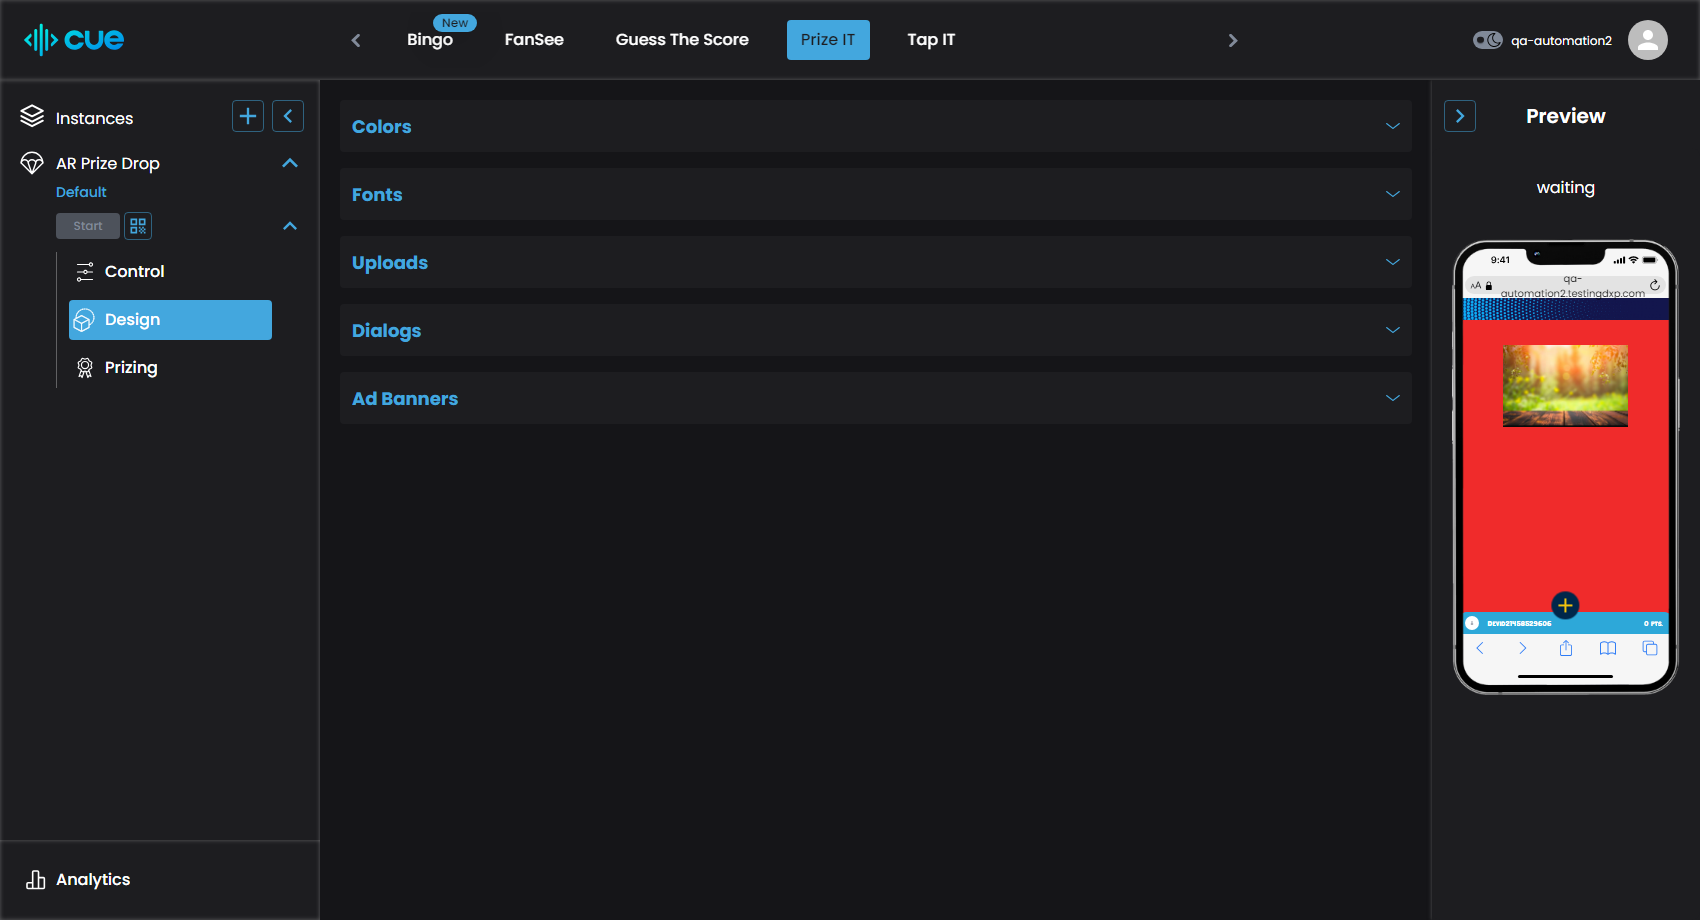 cue
New
Bingo
FanSee
Guess The Score
Prize IT
Tap IT
qa-automation2
Instances
AR Prize Drop
Default
Start
Control
Design
Prizing
Analytics
Colors
Fonts
Uploads
Dialogs
Ad Banners
Preview
waiting
9:41
AA
qa-
automation2.testingdxp.com
DEVID27458529606
0 PTS.